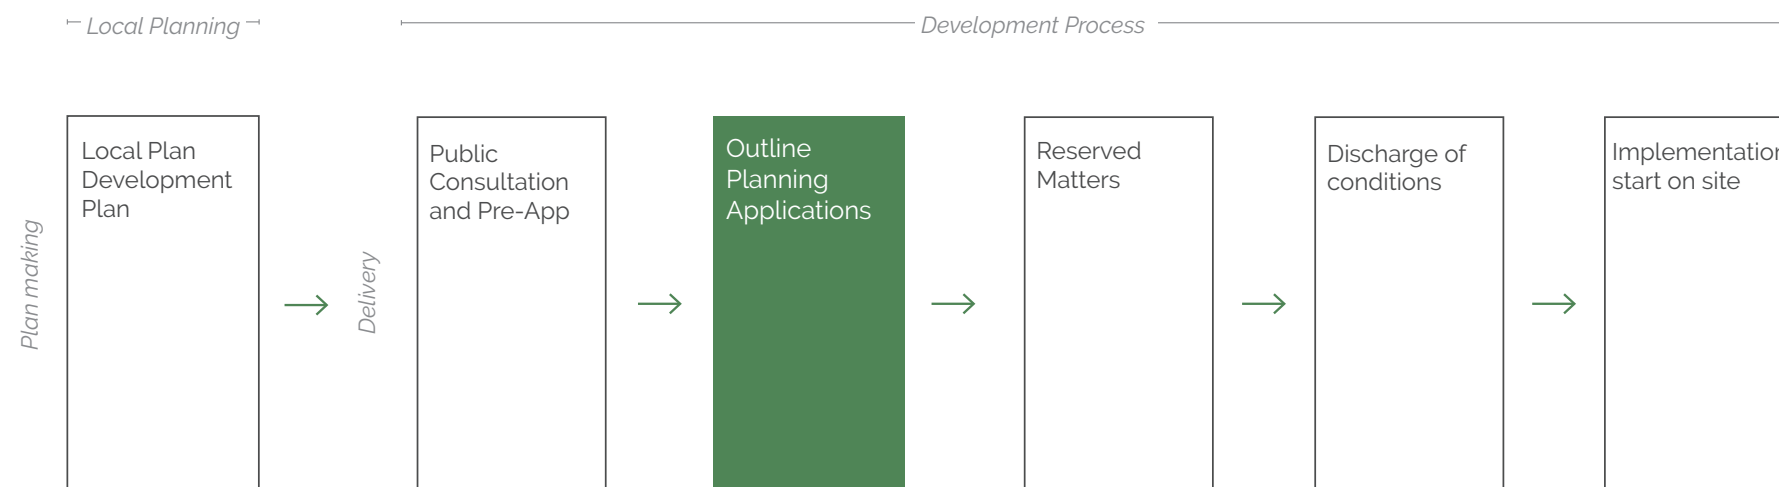 Local Planning
Development Process
Plan making
Local Plan
Development
Plan
Delivery
Public
Consultation
and Pre-App
Outline
Planning
Applications
Reserved
Matters
Discharge of
conditions
Implementation
start on site